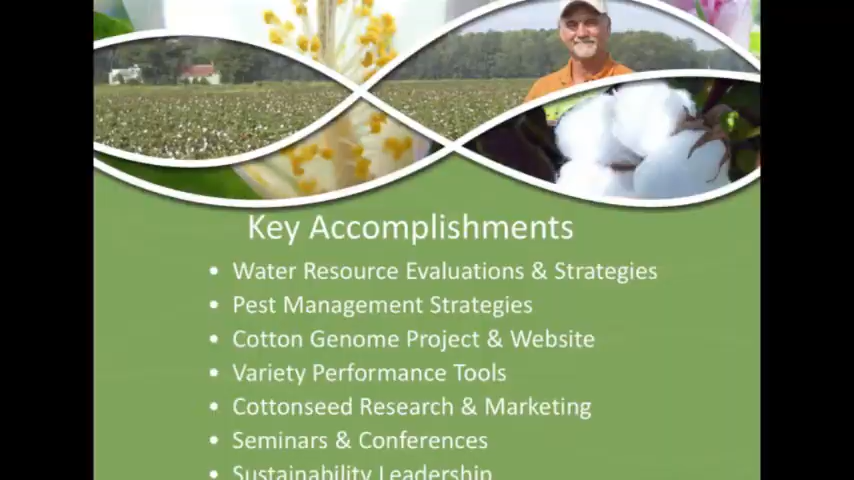 Key Accomplishments
• Water Resource Evaluations & Strategies
• Pest Management Strategies
• Cotton Genome Project & Website
• Variety Performance Tools
• Cottonseed Research & Marketing
• Seminars & Conferences
• Sustainability Leadership